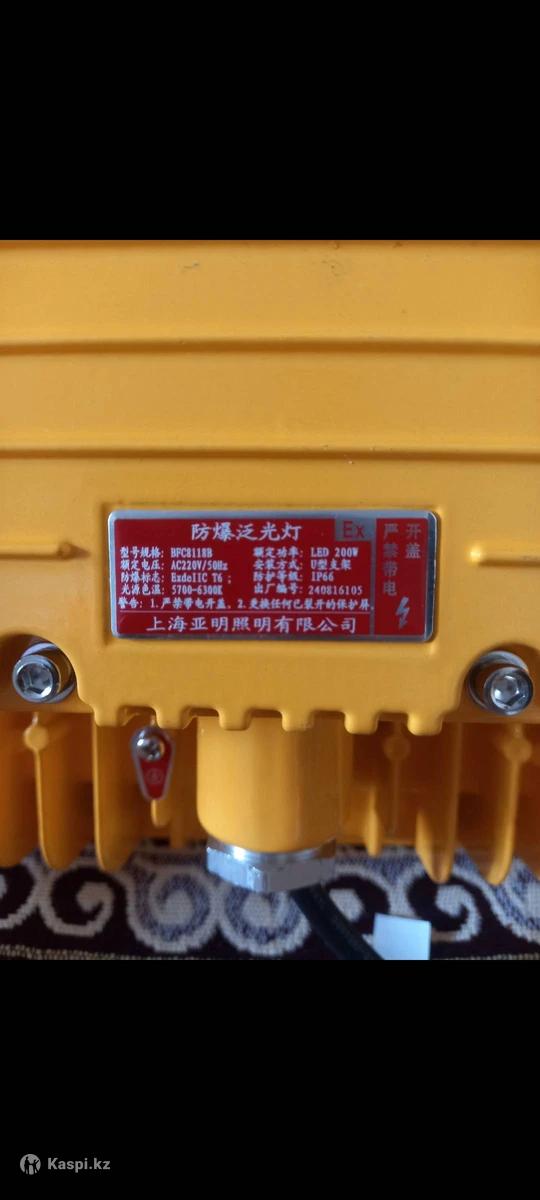 防爆泛光灯 Ex
型号规格: BFC8118B 额定功率: LED 200W
额定电压: AC220V/50Hz 安装方式: U型支架
防爆标志: ExdeIIC T6 ; 防护等级: IP66
光源色温: 5700-6300K 出厂编号: 240816105
警告: 1.严禁带电开盖。2.更换任何已裂开的保护屏。
上海亚明照明有限公司
严禁带电
开盖
Kaspi.kz